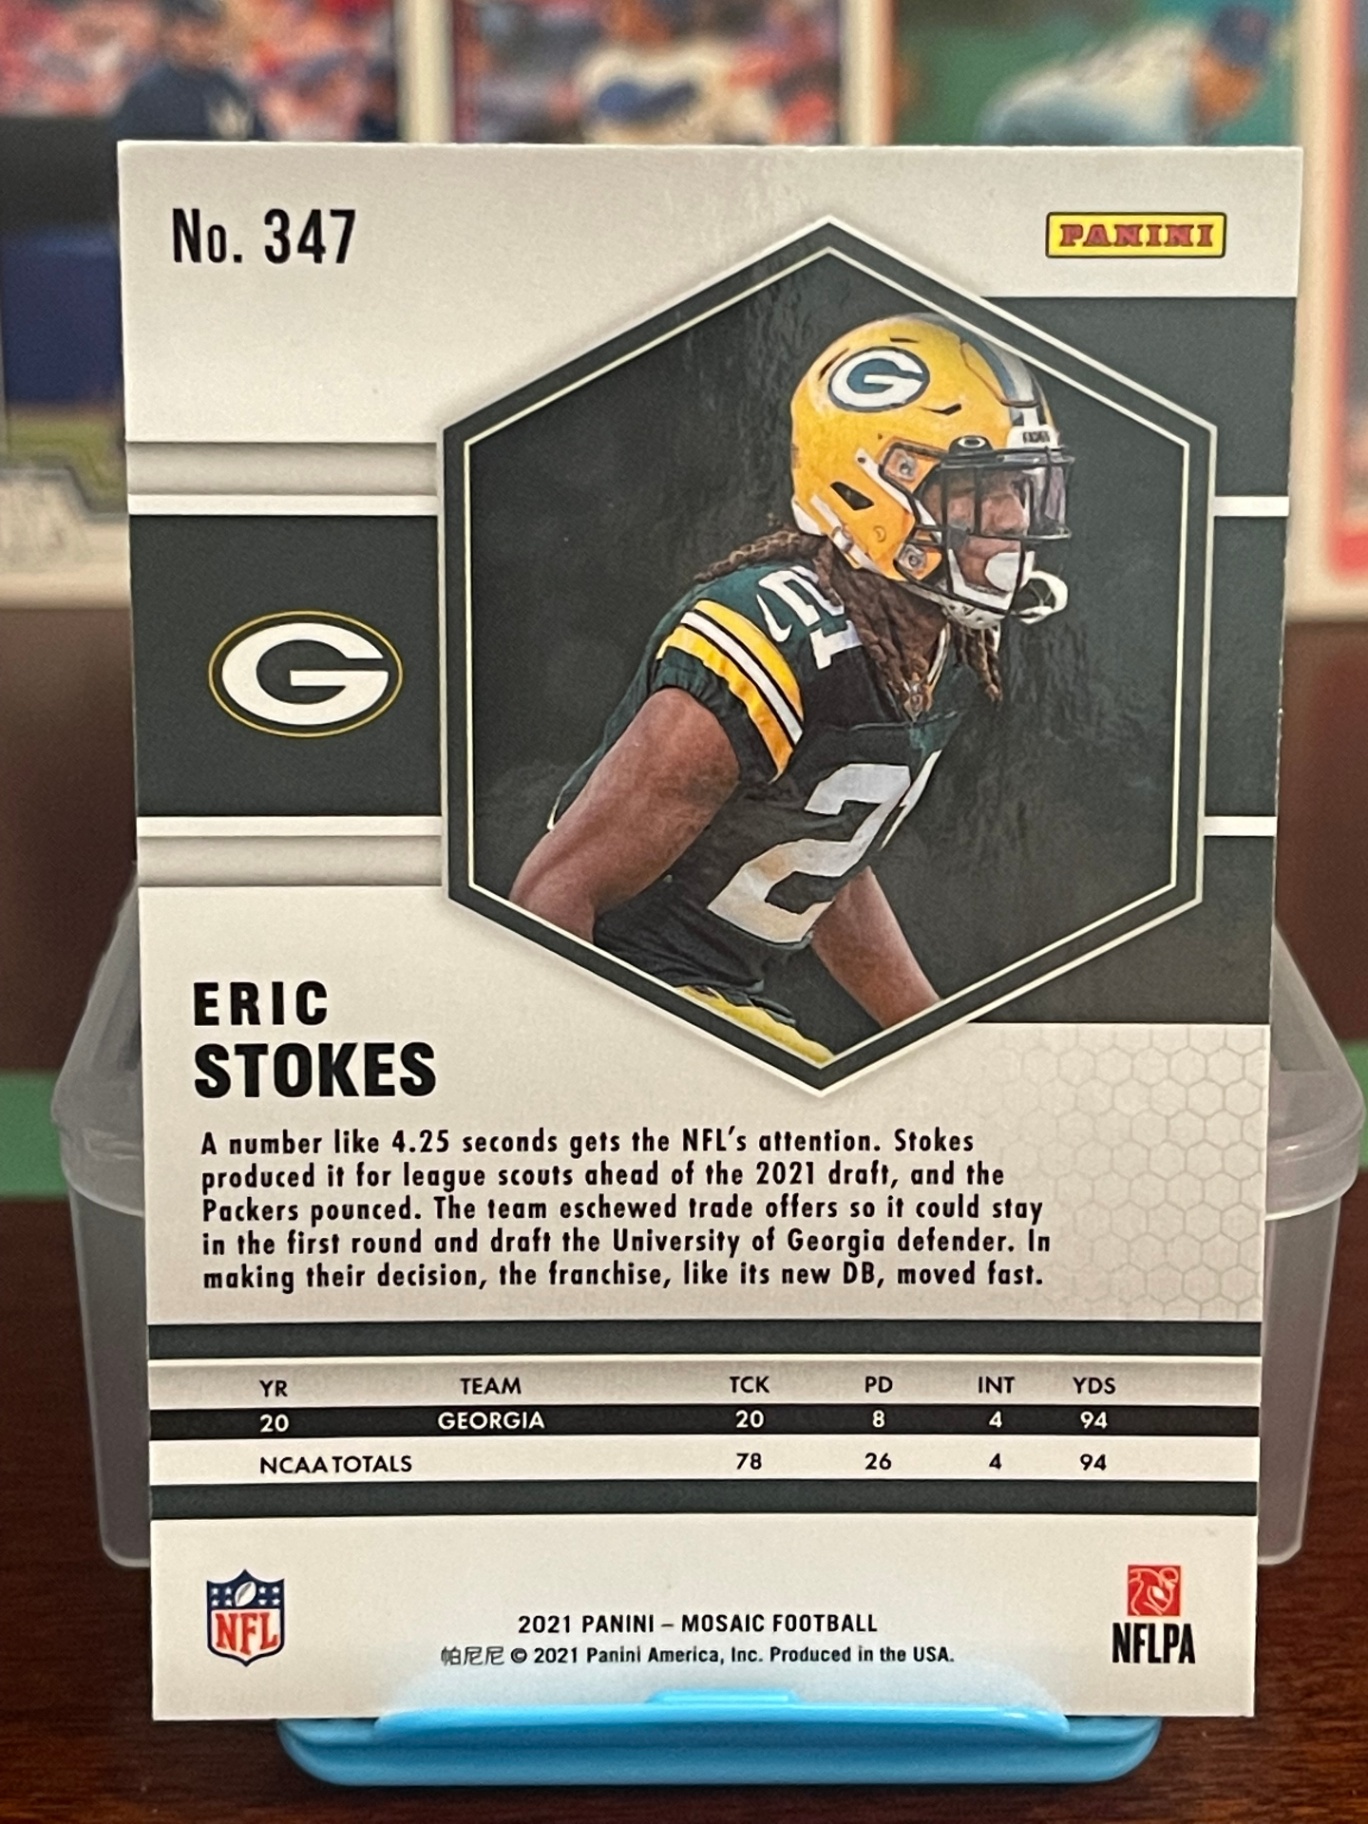 No. 347
PANINI
G
21
21
G
ERIC
STOKES
A number like 4.25 seconds gets the NFL's attention. Stokes
produced it for league scouts ahead of the 2021 draft, and the
Packers pounced. The team eschewed trade offers so it could stay
in the first round and draft the University of Georgia defender. In
making their decision, the franchise, like its new DB, moved fast.
YR TEAM TCK PD INT YDS
20 GEORGIA 20 8 4 94
NCAA TOTALS 78 26 4 94
NFL
2021 PANINI – MOSAIC FOOTBALL
帕尼尼 © 2021 Panini America, Inc. Produced in the USA.
NFLPA